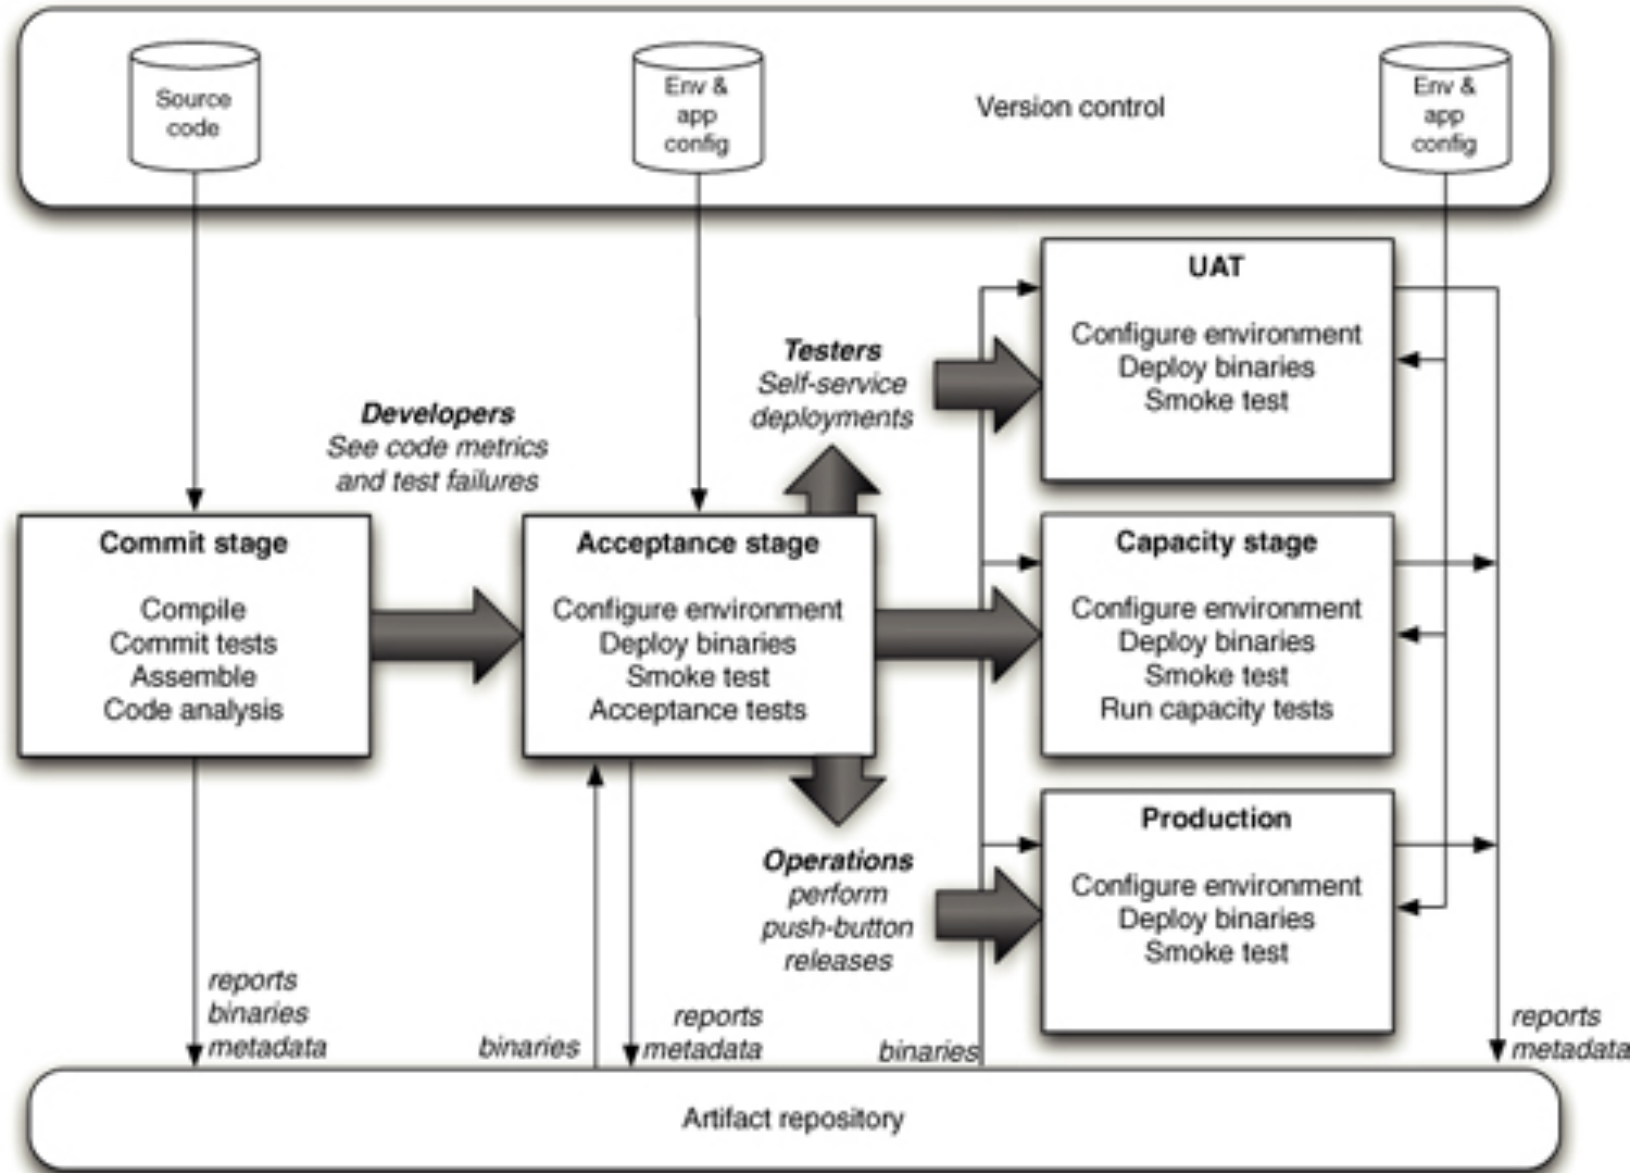 Source
code
Env &
app
config
Version control
Env &
app
config
UAT
Configure environment
Deploy binaries
Smoke test
Testers
Self-service
deployments
Developers
See code metrics
and test failures
Commit stage
Compile
Commit tests
Assemble
Code analysis
Acceptance stage
Configure environment
Deploy binaries
Smoke test
Acceptance tests
Capacity stage
Configure environment
Deploy binaries
Smoke test
Run capacity tests
Operations
perform
push-button
releases
Production
Configure environment
Deploy binaries
Smoke test
reports
binaries
metadata
binaries
reports
metadata
binaries
reports
metadata
Artifact repository